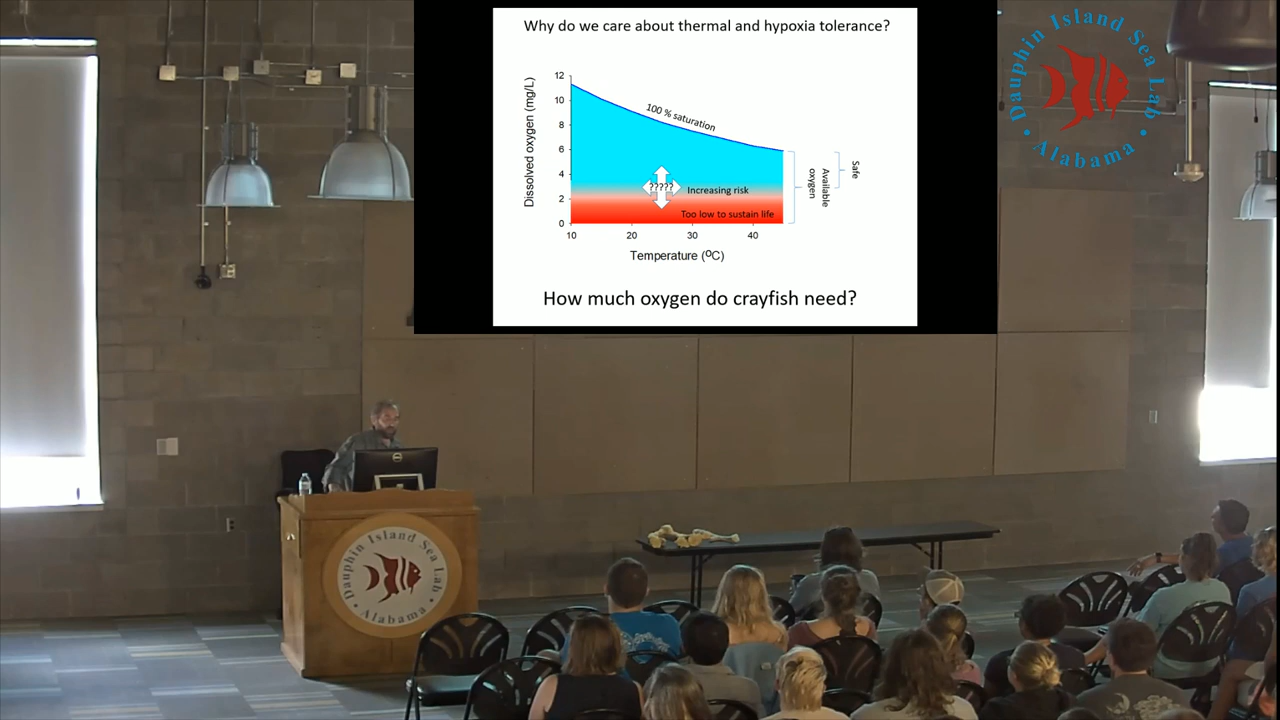 Why do we care about thermal and hypoxia tolerance?
Dissolved oxygen (mg/L)
12
10
8
6
4
2
0
100 % saturation
?????
Increasing risk
Too low to sustain life
Available oxygen
Safe
10
20
30
40
Temperature (⁰C)
How much oxygen do crayfish need?
Dauphin Island Sea Lab
Alabama
DELL
Dauphin Island Sea Lab
Alabama